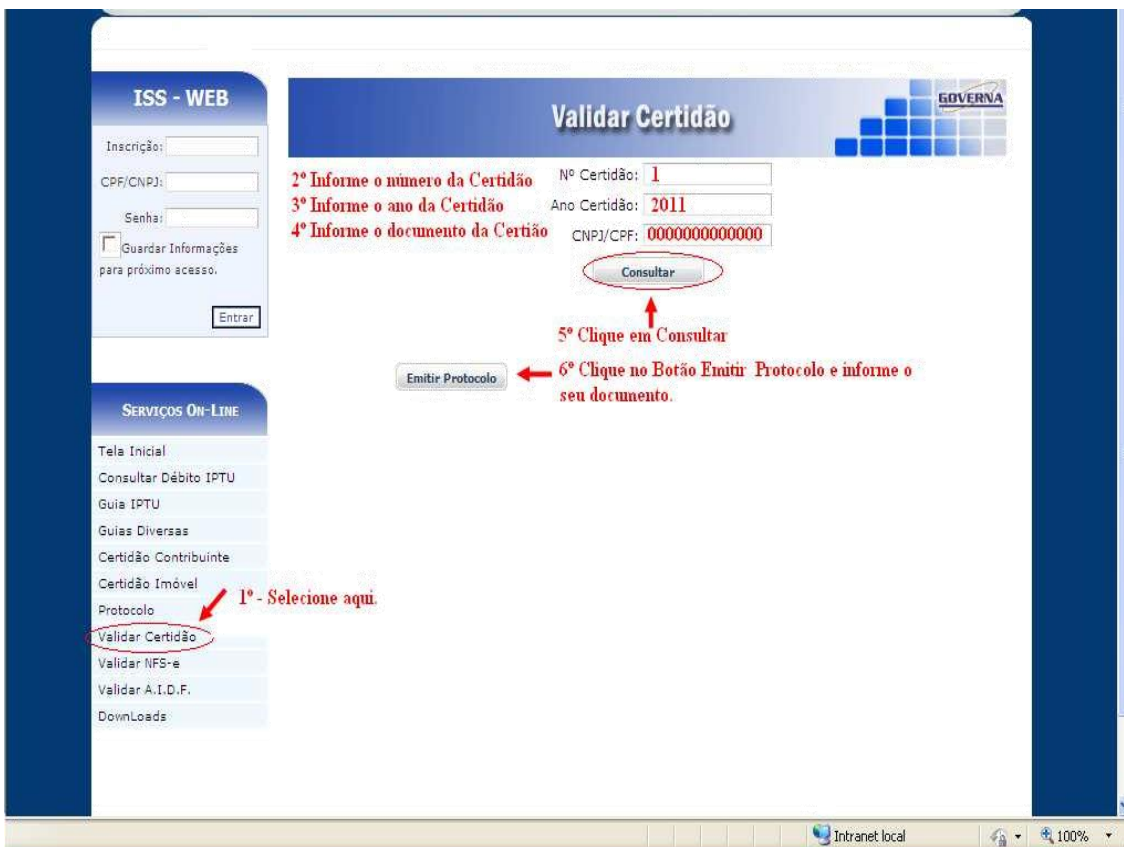 ISS - WEB
Inscrição:
CPF/CNPJ:
Senha:
Guardar Informações
para próximo acesso.
Entrar
Validar Certidão
GOVERNA
2º Informe o número da Certidão
Nº Certidão: 1
3º Informe o ano da Certidão
Ano Certidão: 2011
4º Informe o documento da Certião
CNPJ/CPF: 0000000000000
Consultar
5º Clique em Consultar
Emitir Protocolo
6º Clique no Botão Emitir Protocolo e informe o
seu documento.
SERVIÇOS ON-LINE
Tela Inicial
Consultar Débito IPTU
Guia IPTU
Guias Diversas
Certidão Contribuinte
Certidão Imóvel
1º - Selecione aqui.
Protocolo
Validar Certidão
Validar NFS-e
Validar A.I.D.F.
DownLoads
Intranet local
100%